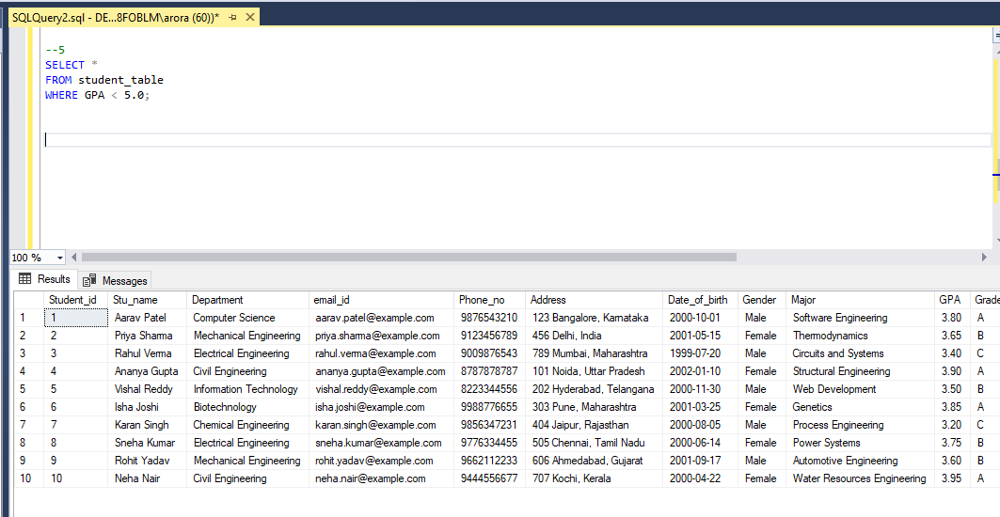 SQLQuery2.sql - DE...8FOBLM\arora (60))*
--5
SELECT *
FROM student_table
WHERE GPA < 5.0;
100 %
Results Messages
Student_id Stu_name Department email_id Phone_no Address Date_of_birth Gender Major GPA Grade
1 1 Aarav Patel Computer Science aarav.patel@example.com 9876543210 123 Bangalore, Karnataka 2000-10-01 Male Software Engineering 3.80 A
2 2 Priya Sharma Mechanical Engineering priya.sharma@example.com 9123456789 456 Delhi, India 2001-05-15 Female Thermodynamics 3.65 B
3 3 Rahul Verma Electrical Engineering rahul.verma@example.com 9009876543 789 Mumbai, Maharashtra 1999-07-20 Male Circuits and Systems 3.40 C
4 4 Ananya Gupta Civil Engineering ananya.gupta@example.com 8787878787 101 Noida, Uttar Pradesh 2002-01-10 Female Structural Engineering 3.90 A
5 5 Vishal Reddy Information Technology vishal.reddy@example.com 8223344556 202 Hyderabad, Telangana 2000-11-30 Male Web Development 3.50 B
6 6 Isha Joshi Biotechnology isha.joshi@example.com 9988776655 303 Pune, Maharashtra 2001-03-25 Female Genetics 3.85 A
7 7 Karan Singh Chemical Engineering karan.singh@example.com 9856347231 404 Jaipur, Rajasthan 2000-08-05 Male Process Engineering 3.20 C
8 8 Sneha Kumar Electrical Engineering sneha.kumar@example.com 9776334455 505 Chennai, Tamil Nadu 2000-06-14 Female Power Systems 3.75 B
9 9 Rohit Yadav Mechanical Engineering rohit.yadav@example.com 9662112233 606 Ahmedabad, Gujarat 2001-09-17 Male Automotive Engineering 3.60 B
10 10 Neha Nair Civil Engineering neha.nair@example.com 9444556677 707 Kochi, Kerala 2000-04-22 Female Water Resources Engineering 3.95 A